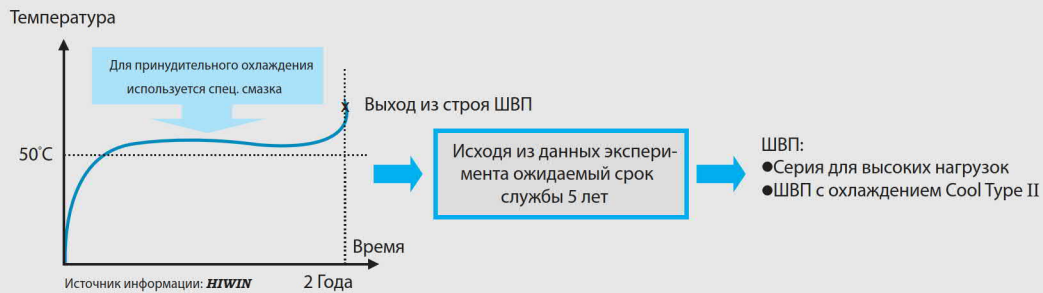 Температура
Для принудительного охлаждения
используется спец. смазка
x Выход из строя ШВП
50°C
Исходя из данных экспери-
мента ожидаемый срок
службы 5 лет
ШВП:
●Серия для высоких нагрузок
●ШВП с охлаждением Cool Type II
Время
Источник информации: HIWIN
2 Года